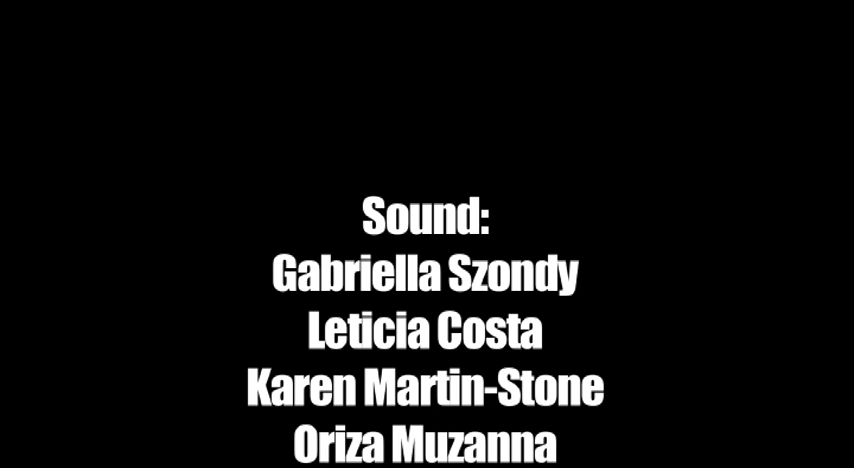 Sound:
Gabriella Szondy
Leticia Costa
Karen Martin-Stone
Oriza Muzanna